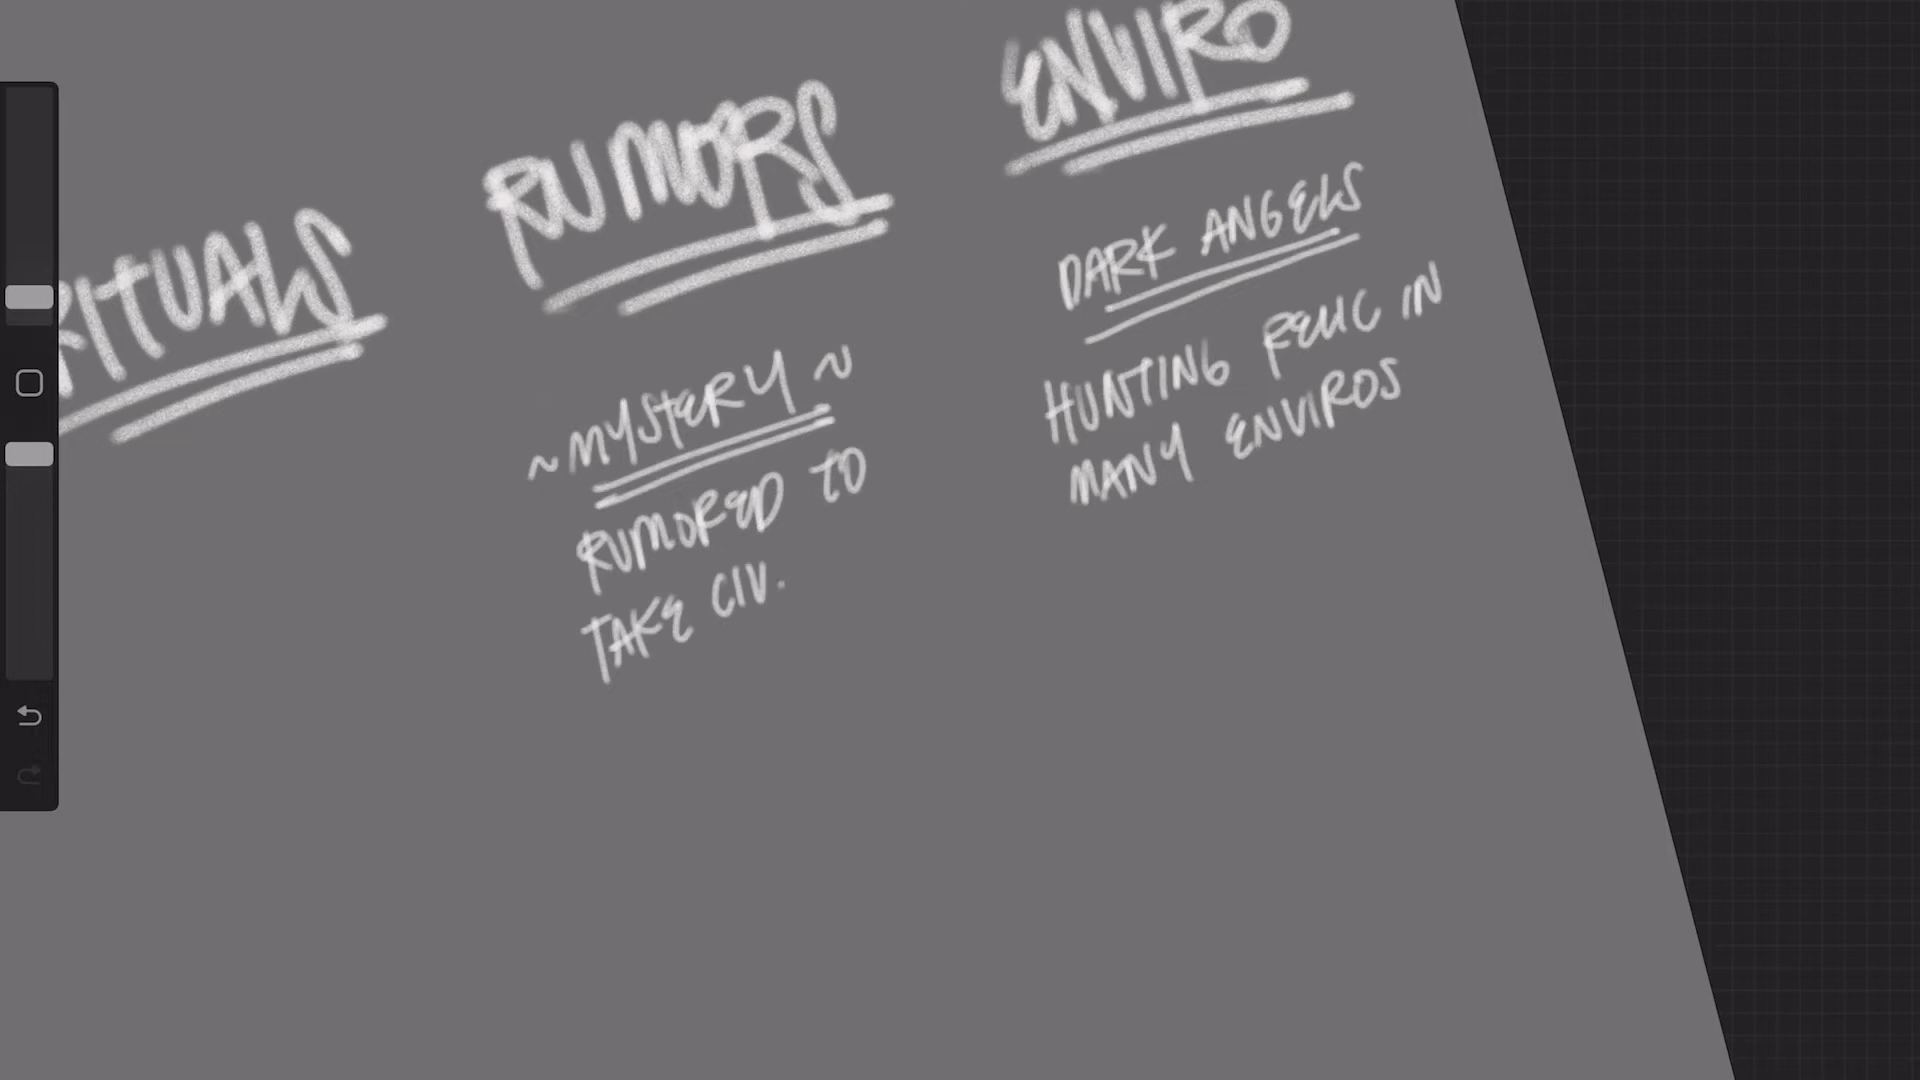 RITUALS
RUMORS
~MYSTERY~
RUMORED TO
TAKE CIV.
ENVIRO
DARK ANGELS
HUNTING RELIC IN
MANY ENVIROS